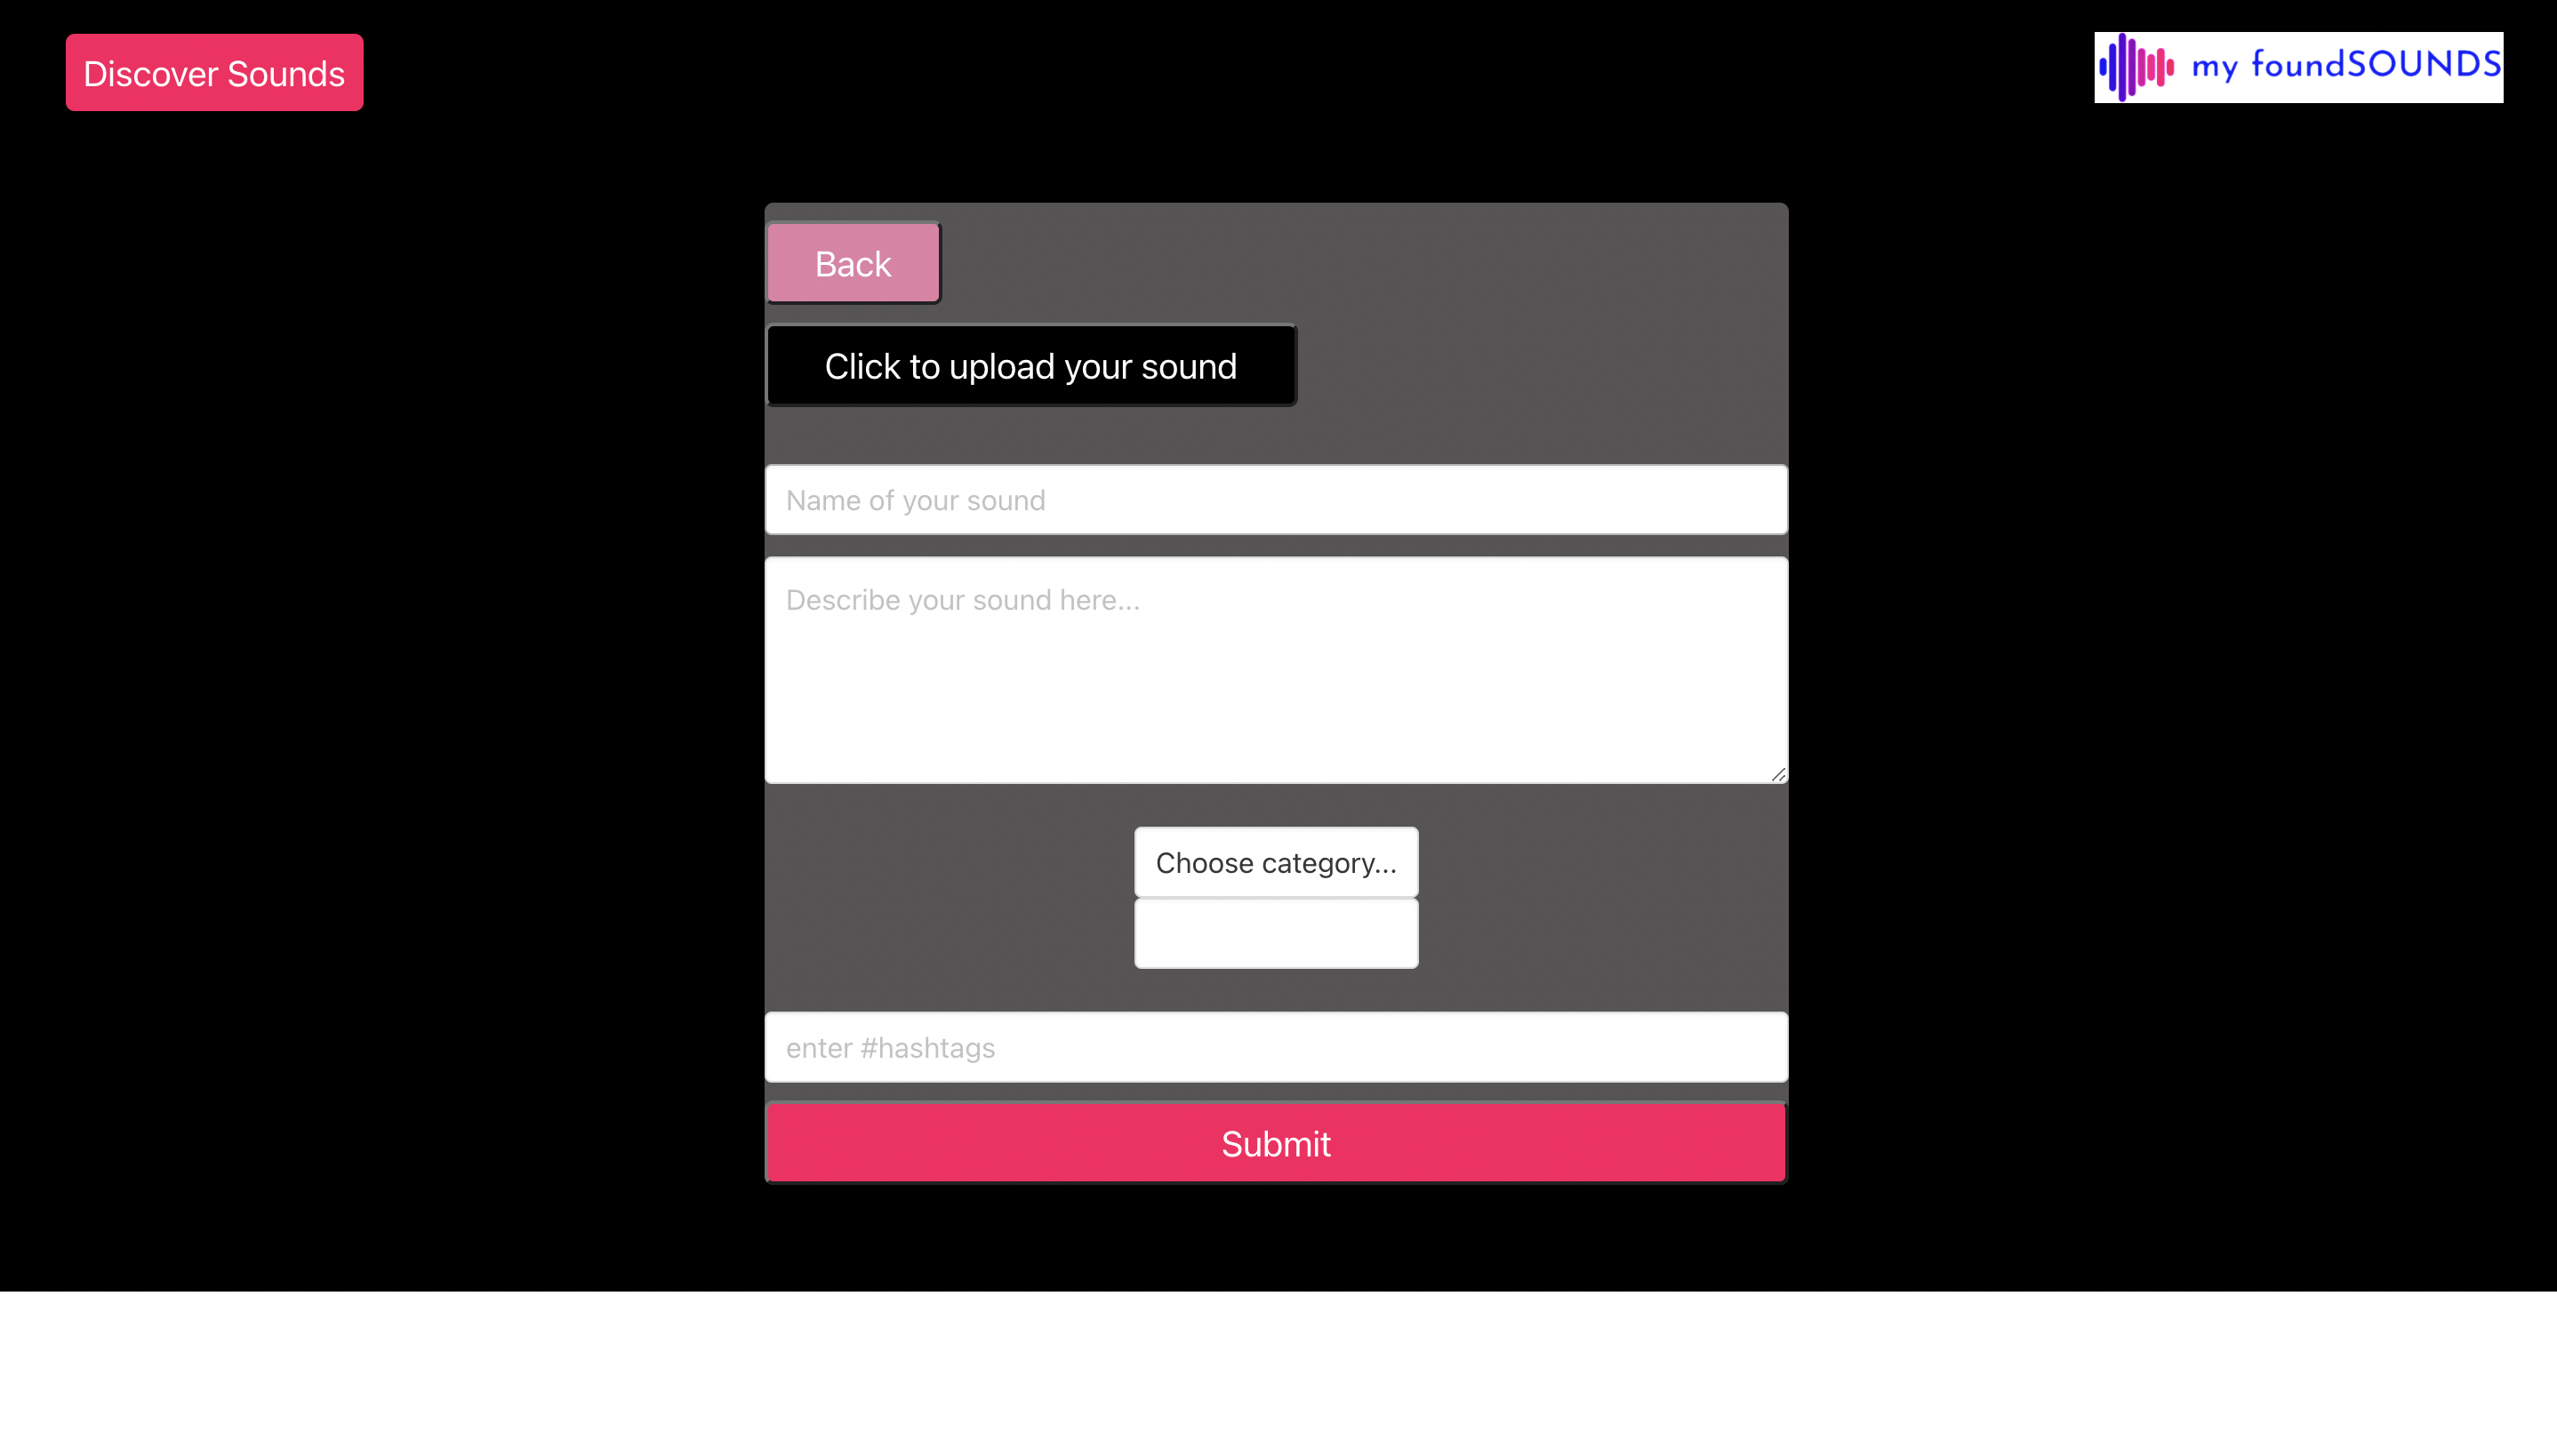 Discover Sounds
my foundSOUNDS
Back
Click to upload your sound
Name of your sound
Describe your sound here...
Choose category...
enter #hashtags
Submit